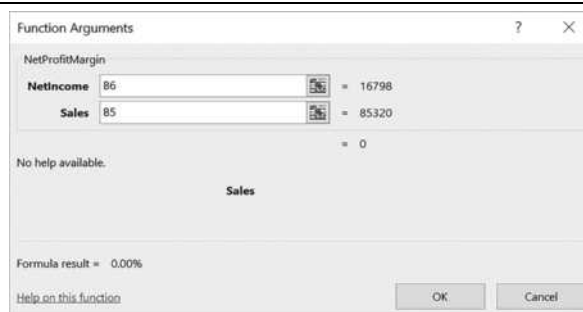 Function Arguments ? ×
NetProfitMargin
NetIncome B6 = 16798
Sales B5 = 85320
= 0
No help available.
Sales
Formula result = 0.00%
Help on this function OK Cancel